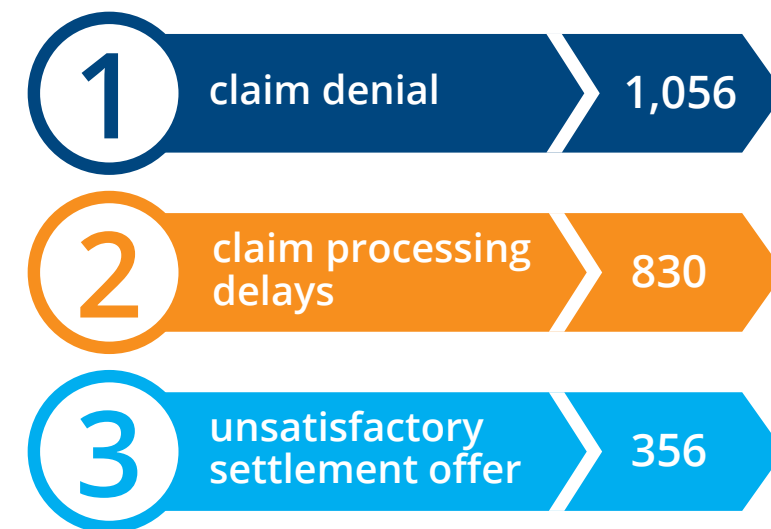 1
claim denial
1,056
2
claim processing
delays
830
3
unsatisfactory
settlement offer
356